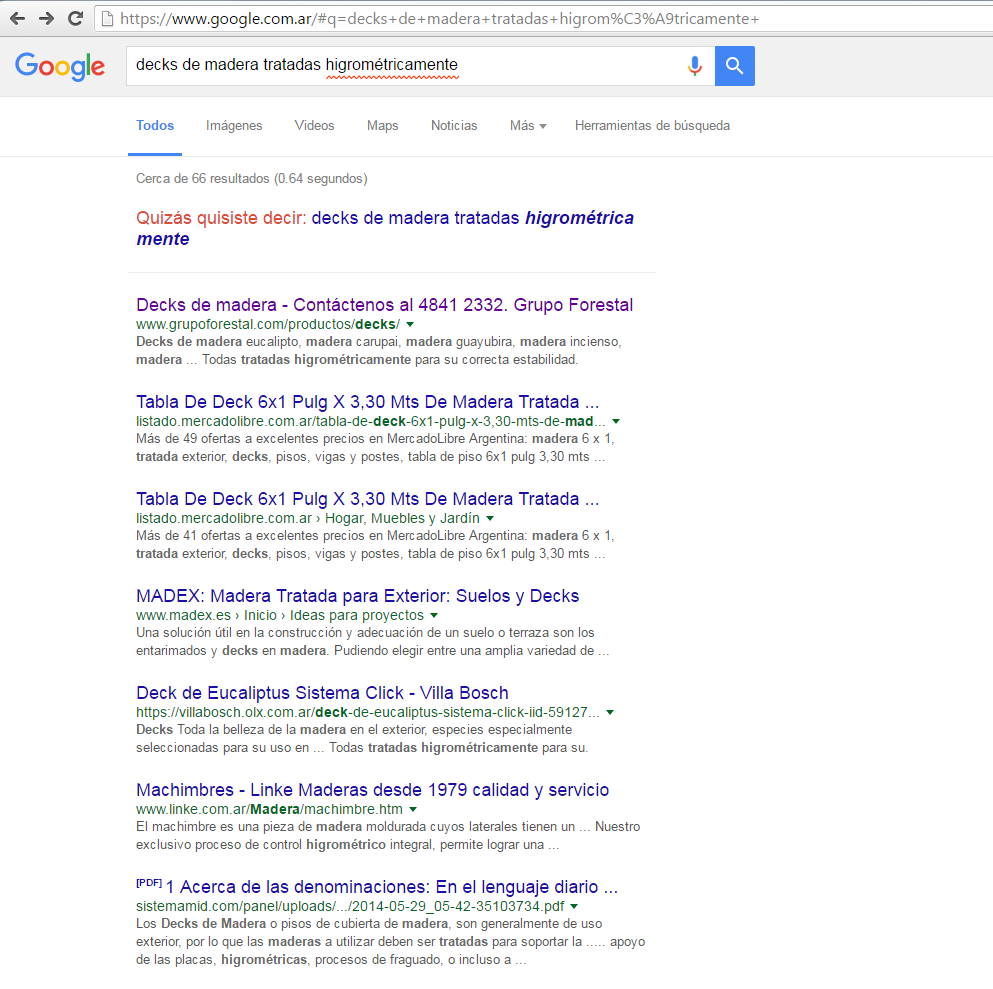 https://www.google.com.ar/#q=decks+de+madera+tratadas+higrom%C3%A9tricamente+
Google
decks de madera tratadas higrométricamente
Todos Imágenes Videos Maps Noticias Más Herramientas de búsqueda
Cerca de 66 resultados (0.64 segundos)
Quizás quisiste decir: decks de madera tratadas higrométrica
mente
Decks de madera - Contáctenos al 4841 2332. Grupo Forestal
www.grupoforestal.com/productos/decks/
Decks de madera eucalipto, madera carupai, madera guayubira, madera incienso,
madera ... Todas tratadas higrométricamente para su correcta estabilidad.
Tabla De Deck 6x1 Pulg X 3,30 Mts De Madera Tratada ...
listado.mercadolibre.com.ar/tabla-de-deck-6x1-pulg-x-3,30-mts-de-mad...
Más de 49 ofertas a excelentes precios en MercadoLibre Argentina: madera 6 x 1,
tratada exterior, decks, pisos, vigas y postes, tabla de piso 6x1 pulg 3,30 mts ...
Tabla De Deck 6x1 Pulg X 3,30 Mts De Madera Tratada ...
listado.mercadolibre.com.ar › Hogar, Muebles y Jardín
Más de 41 ofertas a excelentes precios en MercadoLibre Argentina: madera 6 x 1,
tratada exterior, decks, pisos, vigas y postes, tabla de piso 6x1 pulg 3,30 mts ...
MADEX: Madera Tratada para Exterior: Suelos y Decks
www.madex.es › Inicio › Ideas para proyectos
Una solución útil en la construcción y adecuación de un suelo o terraza son los
entarimados y decks en madera. Pudiendo elegir entre una amplia variedad de ...
Deck de Eucaliptus Sistema Click - Villa Bosch
https://villabosch.olx.com.ar/deck-de-eucaliptus-sistema-click-iid-59127...
Decks Toda la belleza de la madera en el exterior, especies especialmente
seleccionadas para su uso en ... Todas tratadas higrométricamente para su.
Machimbres - Linke Maderas desde 1979 calidad y servicio
www.linke.com.ar/Madera/machimbre.htm
El machimbre es una pieza de madera moldurada cuyos laterales tienen un ... Nuestro
exclusivo proceso de control higrométrico integral, permite lograr una ...
[PDF] 1 Acerca de las denominaciones: En el lenguaje diario ...
sistemamid.com/panel/uploads/.../2014-05-29_05-42-35103734.pdf
Los Decks de Madera o pisos de cubierta de madera, son generalmente de uso
exterior, por lo que las maderas a utilizar deben ser tratadas para soportar la ..... apoyo
de las placas, higrométricas, procesos de fraguado, o incluso a ...